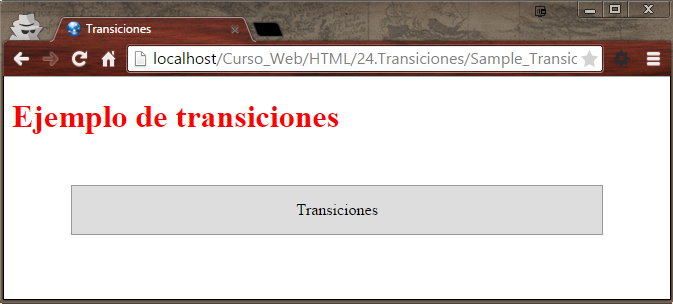 Transiciones
localhost/Curso_Web/HTML/24.Transiciones/Sample_Transic
Ejemplo de transiciones
Transiciones